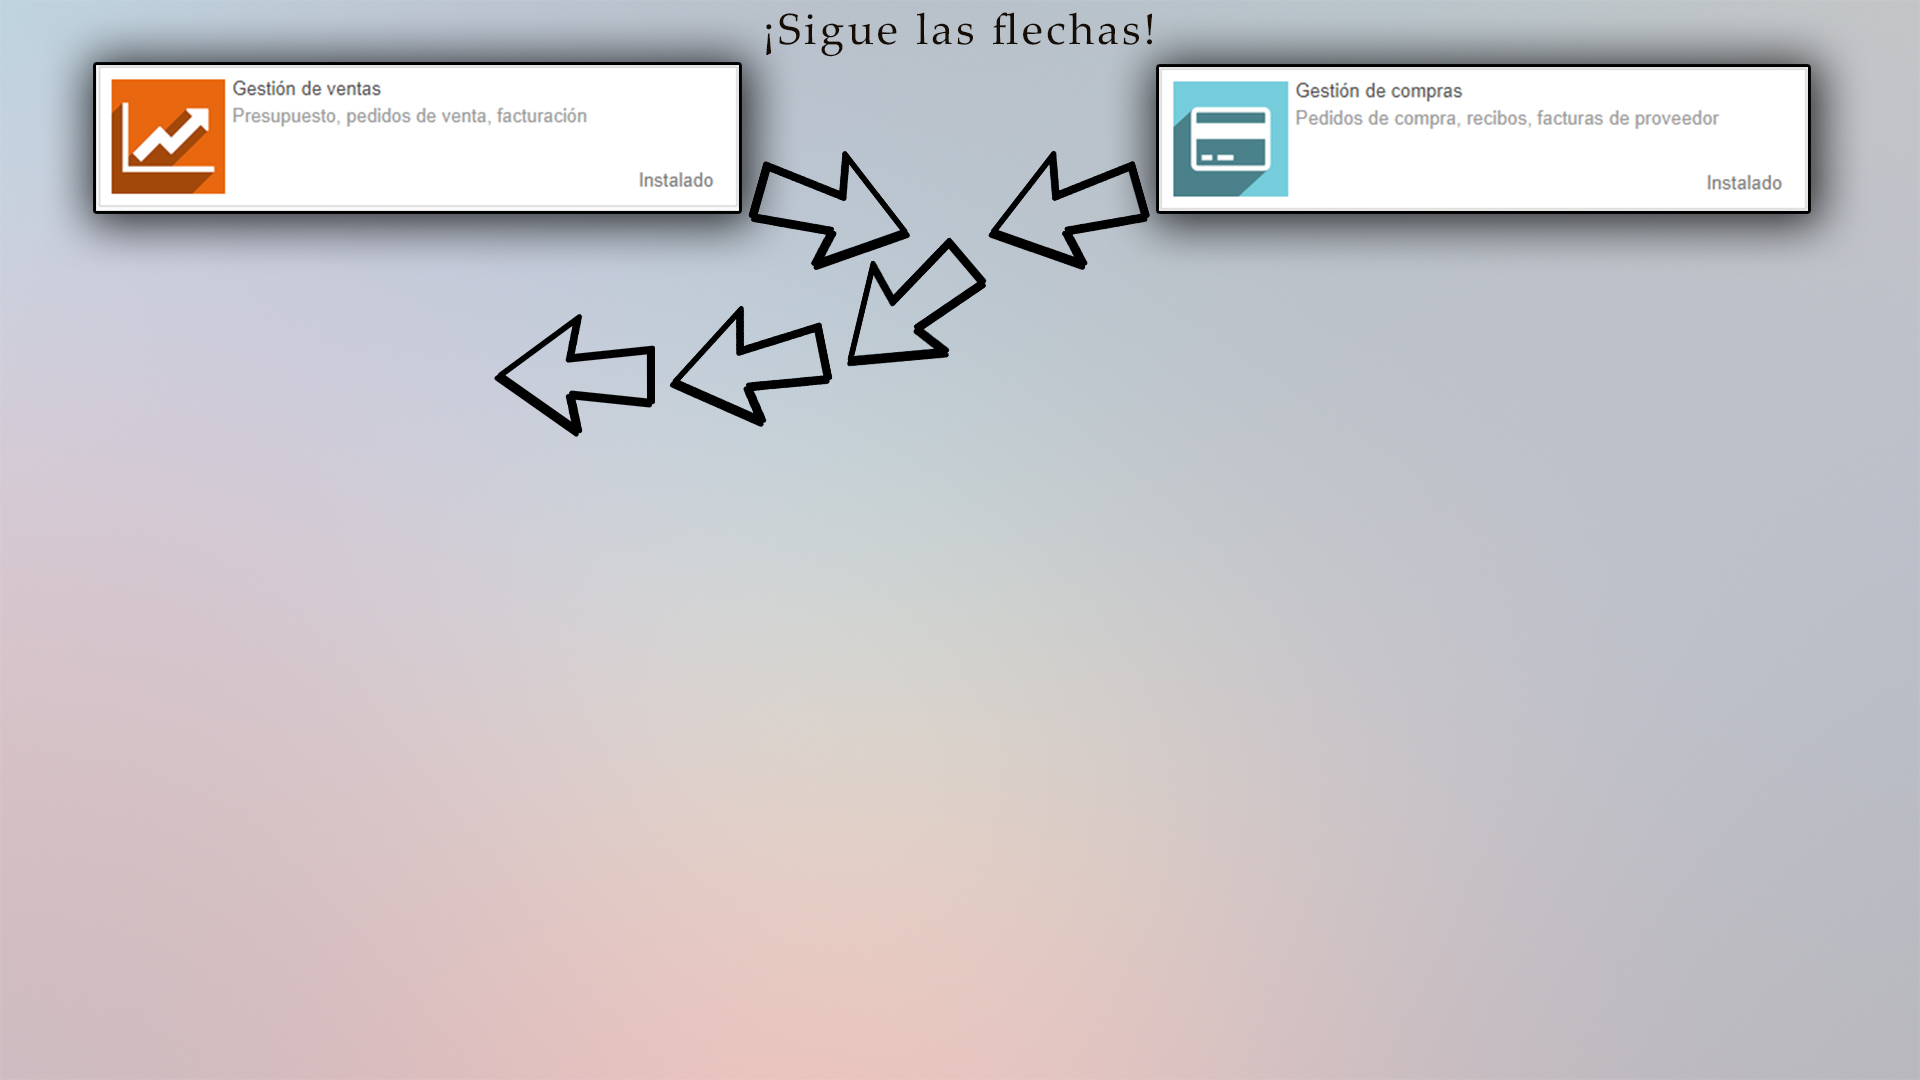 ¡Sigue las flechas!
Gestión de ventas
Presupuesto, pedidos de venta, facturación
Instalado
Gestión de compras
Pedidos de compra, recibos, facturas de proveedor
Instalado